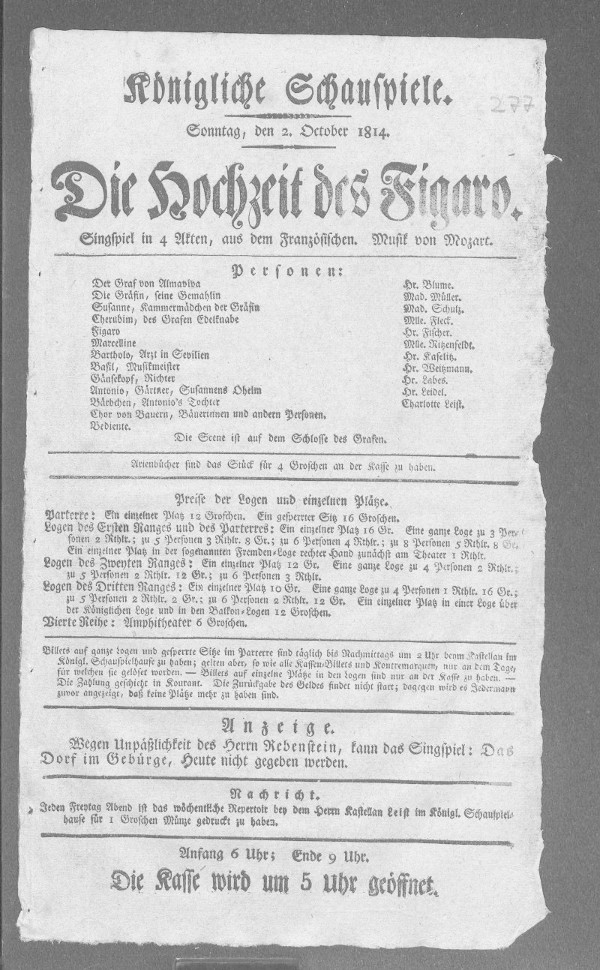 Königliche Schauspiele.
277
Sonntag, den 2. October 1814.
Die Hochzeit des Figaro.
Singspiel in 4 Akten, aus dem Französischen. Musik von Mozart.
Personen:
Der Graf von Almaviva Hr. Blume.
Die Gräfin, seine Gemahlin Mad. Müller.
Susanne, Kammermädchen der Gräfin Mad. Schulz.
Cherubim, des Grafen Edelknabe Mlle. Fleck.
Figaro Hr. Fischer.
Marcelline Mlle. Ritzenfeldt.
Bartholo, Arzt in Sevilien Hr. Kaselitz.
Basil, Musikmeister Hr. Weitzmann.
Gänsekopf, Richter Hr. Labes.
Antonio, Gärtner, Susannens Oheim Hr. Leidel.
Bärbchen, Antonio's Tochter Charlotte Leist.
Chor von Bauern, Bäuerinnen und andern Personen.
Bediente.
Die Scene ist auf dem Schlosse des Grafen.
Arienbücher sind das Stück für 4 Groschen an der Kasse zu haben.
Preise der Logen und einzelnen Plätze.
Parterre: Ein einzelner Platz 12 Groschen. Ein gesperrter Sitz 16 Groschen.
Logen des Ersten Ranges und des Parterres: Ein einzelner Platz 16 Gr. Eine ganze Loge zu 3 Per-
sonen 2 Rthlr.; zu 5 Personen 3 Rthlr. 8 Gr.; zu 6 Personen 4 Rthlr.; zu 8 Personen 5 Rthlr. 8 Gr.
Ein einzelner Platz in der sogenannten Fremden-Loge rechter Hand zunächst am Theater 1 Rthlr.
Logen des Zweyten Ranges: Ein einzelner Platz 12 Gr. Eine ganze Loge zu 4 Personen 2 Rthlr.;
zu 5 Personen 2 Rthlr. 12 Gr.; zu 6 Personen 3 Rthlr.
Logen des Dritten Ranges: Ein einzelner Platz 10 Gr. Eine ganze Loge zu 4 Personen 1 Rthlr. 16 Gr.;
zu 5 Personen 2 Rthlr. 2 Gr.; zu 6 Personen 2 Rthlr. 12 Gr. Ein einzelner Platz in einer Loge über
der Königlichen Loge und in den Balkon-Logen 12 Groschen.
Vierte Reihe: Amphitheater 6 Groschen.
Billets auf ganze Logen und gesperrte Sitze im Parterre sind täglich bis Nachmittags um 2 Uhr beym Kastellan im
Königl. Schauspielhause zu haben; gelten aber, so wie alle Kassen-Billets und Kontremarquen, nur an dem Tage,
für welchen sie gelöset worden. — Billets auf einzelne Plätze in den Logen sind nur an der Kasse zu haben. —
Die Zahlung geschieht in Kourant. Die Zurückgabe des Geldes findet nicht statt; dagegen wird es Jedermann
zuvor angezeigt, daß keine Plätze mehr zu haben sind.
Anzeige.
Wegen Unpäßlichkeit des Herrn Rebenstein, kann das Singspiel: Das
Dorf im Gebürge, Heute nicht gegeben werden.
Nachricht.
Jeden Freytag Abend ist das wöchentliche Repertoir bey dem Herrn Kastellan Leist im Königl. Schauspiel-
hause für 1 Groschen Münze gedruckt zu haben.
Anfang 6 Uhr; Ende 9 Uhr.
Die Kasse wird um 5 Uhr geöffnet.